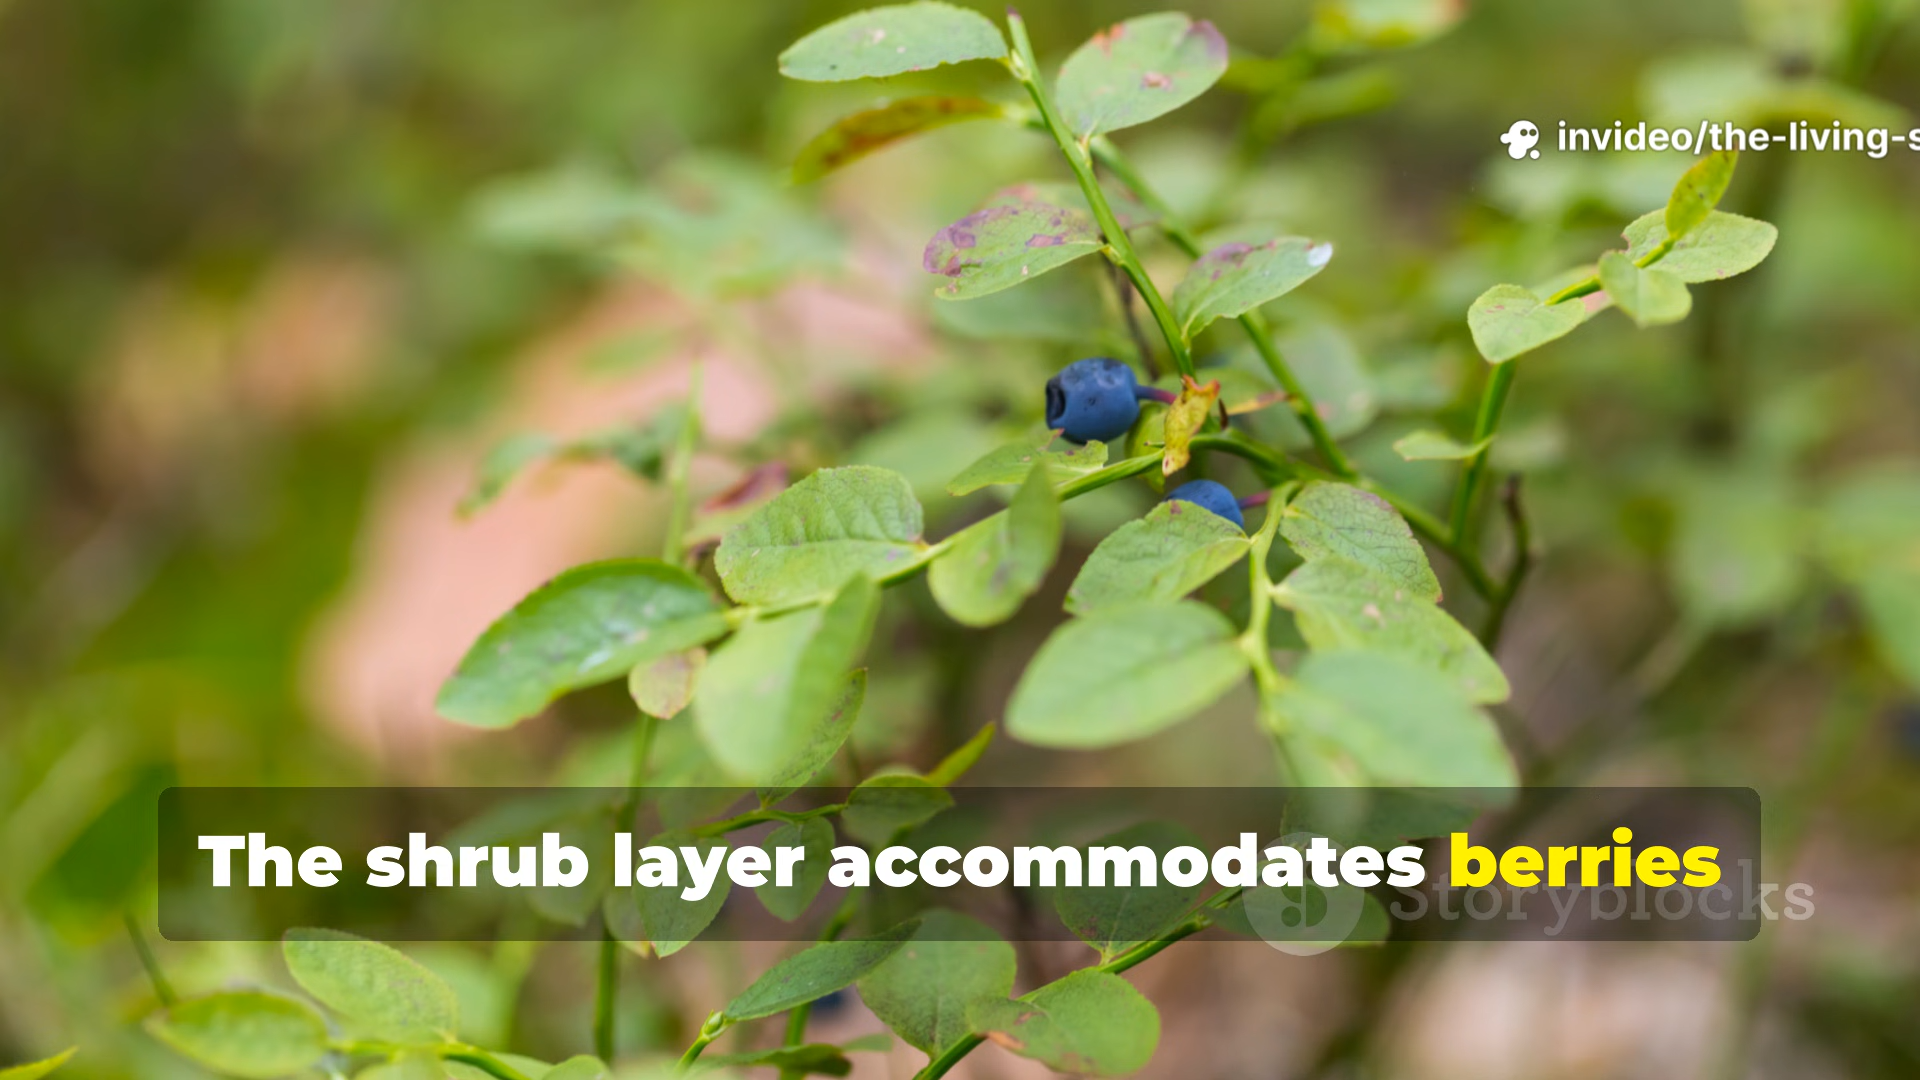 invideo/the-living-s
The shrub layer accommodates berries
Storyblocks